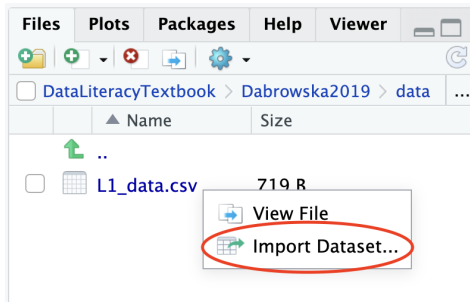 Files Plots Packages Help Viewer
DataLiteracyTextbook > Dabrowska2019 > data ...
Name Size
..
L1_data.csv 719 B
View File
Import Dataset...